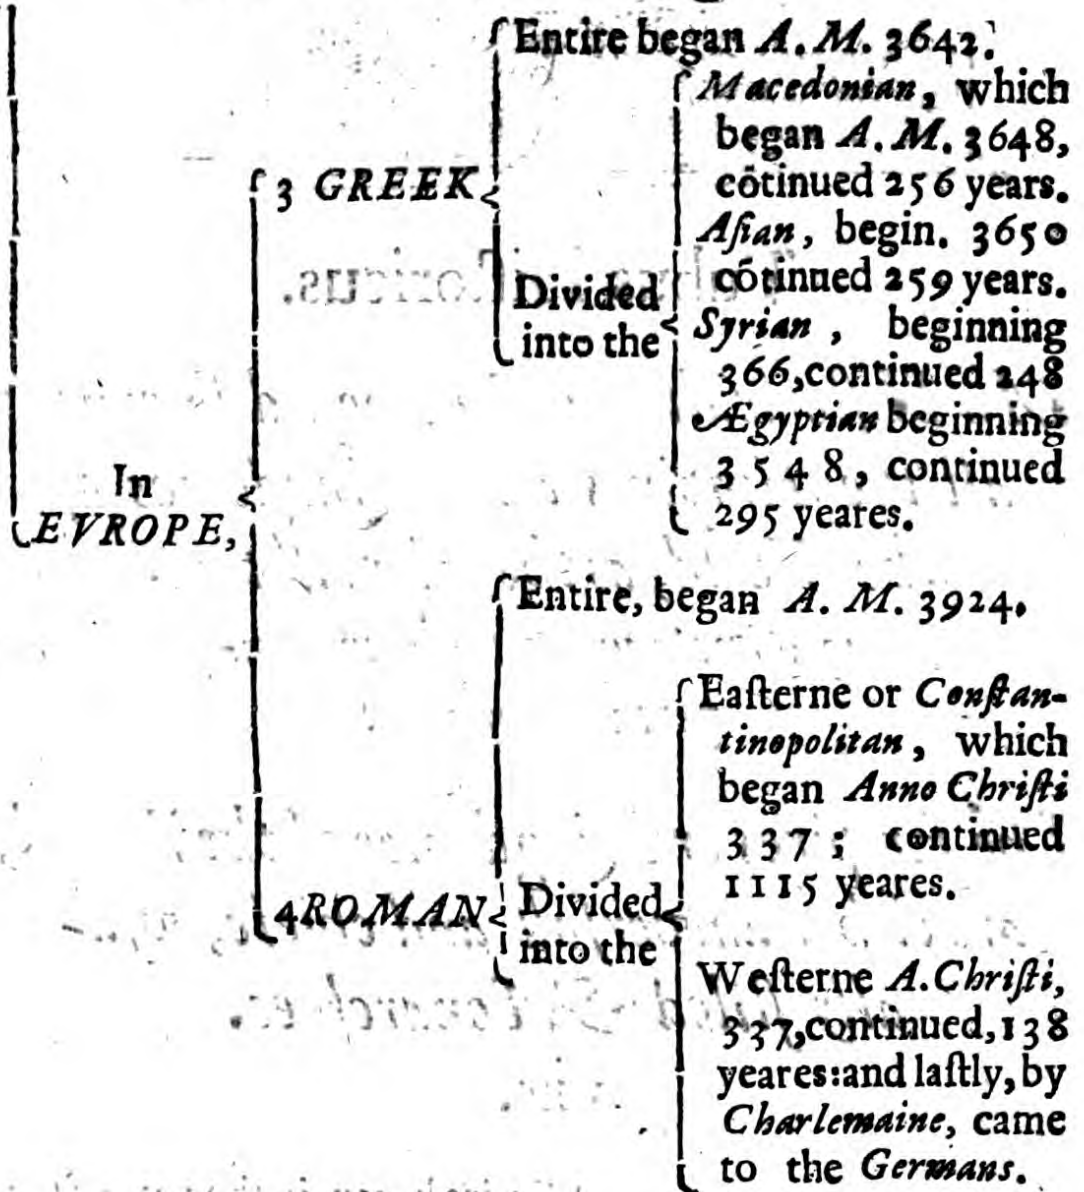 Entire began A. M. 3642.
Macedonian, which
began A. M. 3648,
cōtinued 256 years.
3 GREEK
Aſian, begin. 3650
cōtinued 259 years.
Divided
into the
Syrian, beginning
366, continued 248
Ægyptian beginning
3548, continued
295 yeares.
In
EVROPE,
Entire, began A. M. 3924.
Eaſterne or Conſtan-
tinopolitan, which
began Anno Chriſti
337; continued
1115 yeares.
4 ROMAN
Divided
into the
Weſterne A. Chriſti,
337, continued, 138
yeares: and laſtly, by
Charlemaine, came
to the Germans.